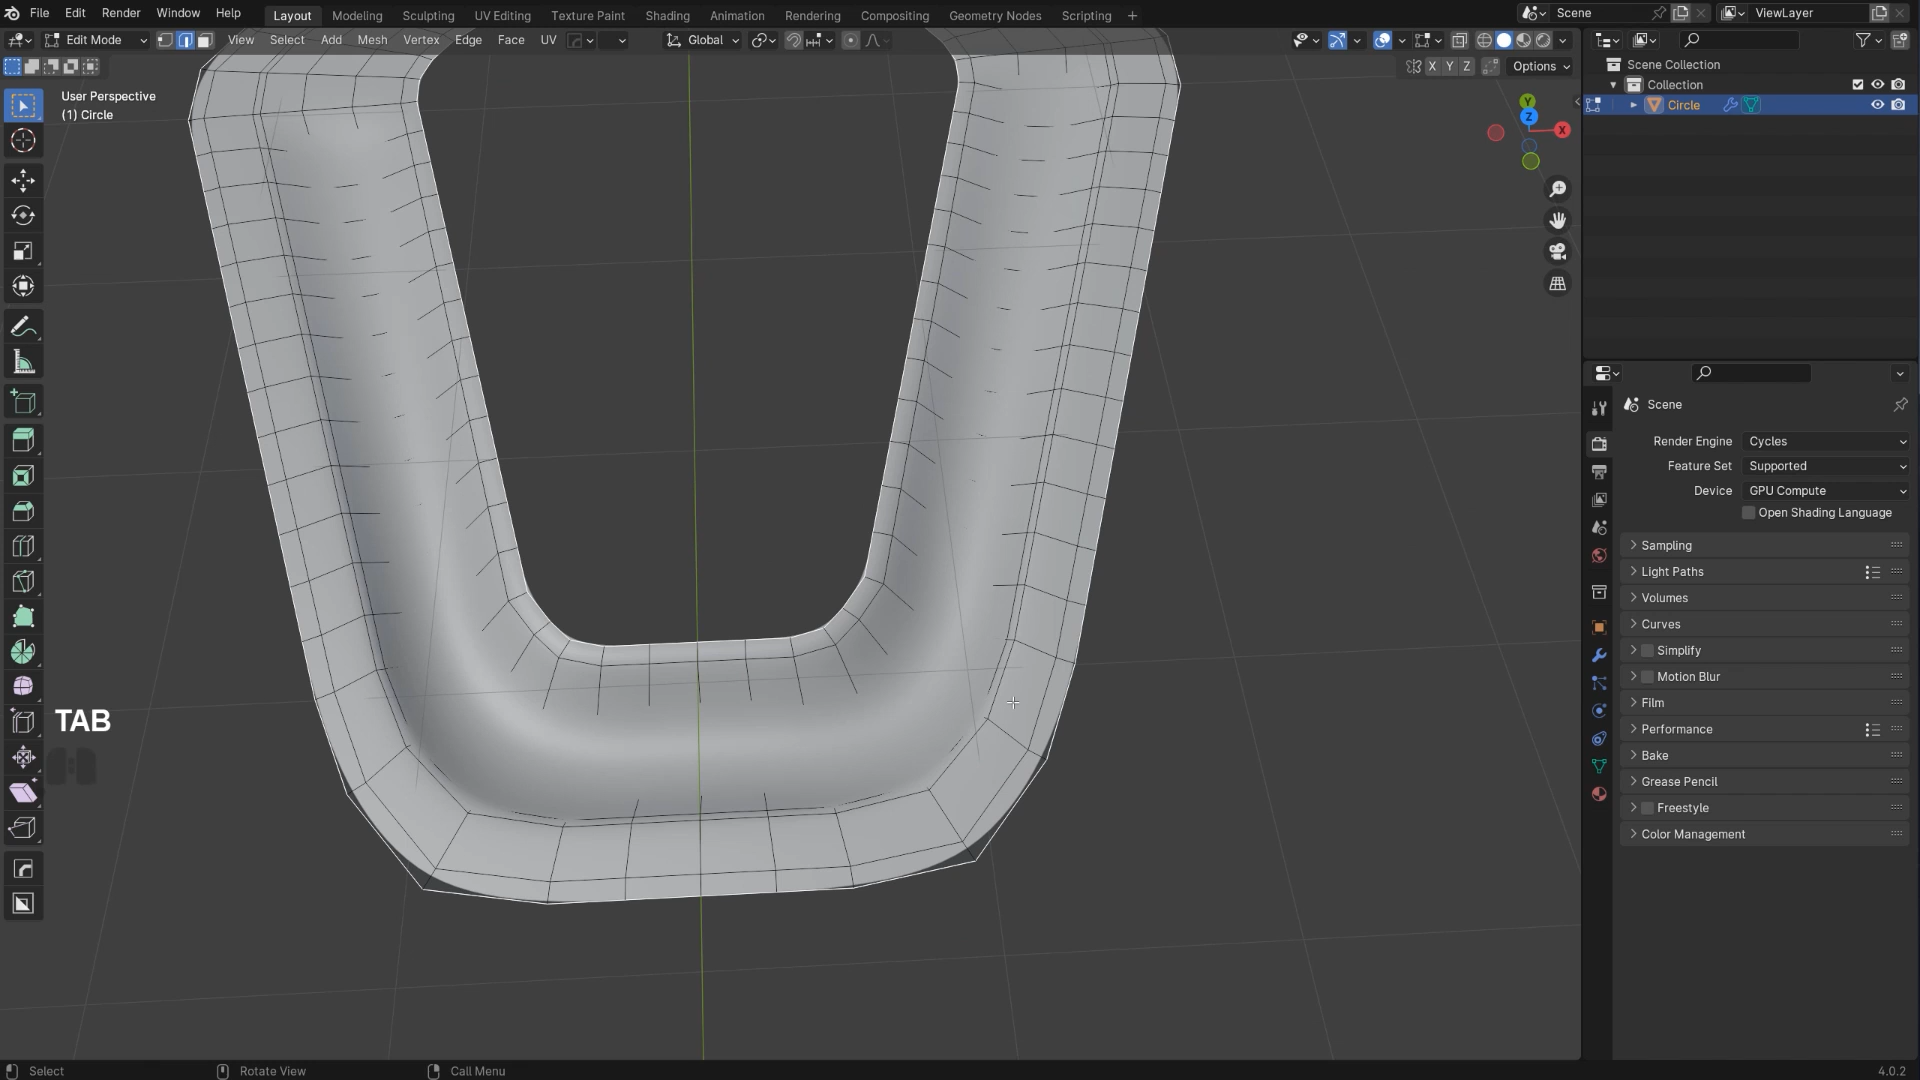 File Edit Render Window Help Layout Modeling Sculpting UV Editing Texture Paint Shading Animation Rendering Compositing Geometry Nodes Scripting + Scene ViewLayer
Edit Mode View Select Add Mesh Vertex Edge Face UV Global
X Y Z Options
User Perspective
(1) Circle
Y
Z
X
TAB
Scene Collection
Collection
Circle
Scene
Render Engine Cycles
Feature Set Supported
Device GPU Compute
Open Shading Language
Sampling
Light Paths
Volumes
Curves
Simplify
Motion Blur
Film
Performance
Bake
Grease Pencil
Freestyle
Color Management
Select Rotate View Call Menu 4.0.2